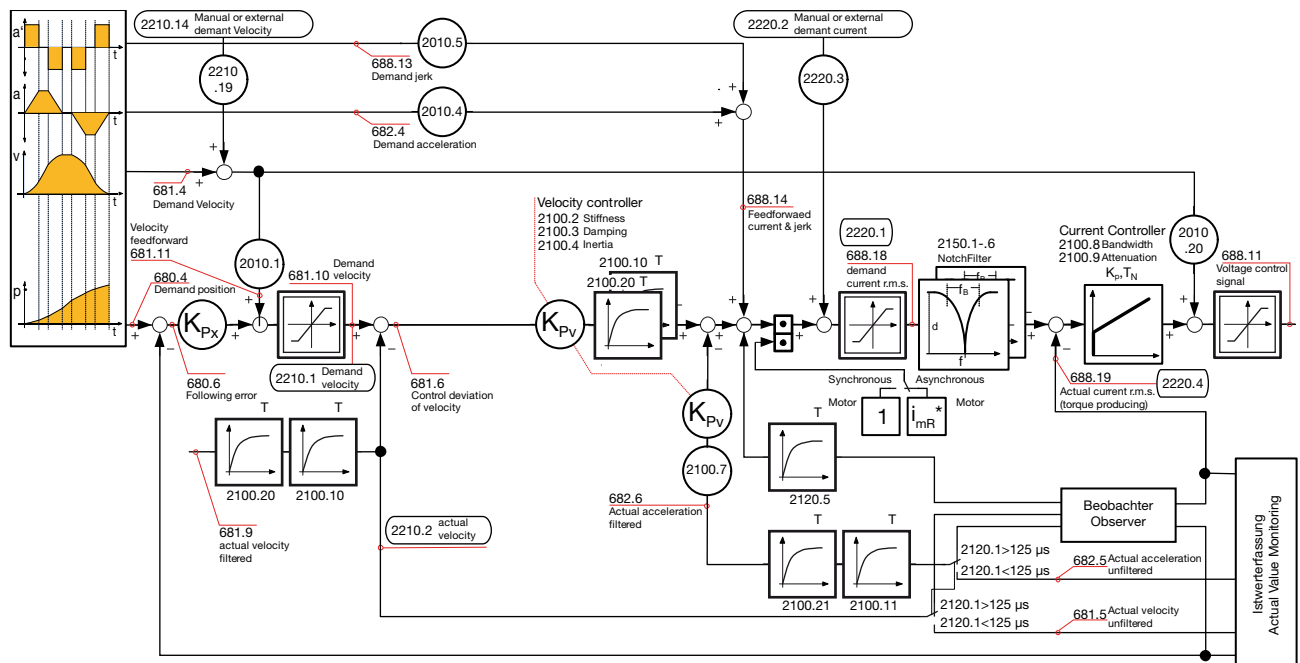 2210.14 Manual or external
demant Velocity
2220.2 Manual or external
demant current
a'
t
2010.5
688.13
Demand jerk
2210
.19
2220.3
a
t
2010.4
682.4
Demand acceleration
+
+
v
t
+
+
681.4
Demand Velocity
Velocity
feedforward
681.11
2010.1
680.4
Demand position
p
t
+
−
KPx
+
+
680.6
Following error
681.10 Demand
velocity
2210.1 Demand
velocity
+
−
681.6
Control deviation
of velocity
Velocity controller
2100.2 Stiffness
2100.3 Damping
2100.4 Inertia
KPv
2100.10 T
2100.20 T
+
−
KPv
2100.7
682.6
Actual acceleration
filtered
688.14
Feedforwaed
current & jerk
+
+
−
+
+
2220.1
688.18
demand
current r.m.s.
2150.1-.6
NotchFilter
fB
fB
d
f
Synchronous
Motor
1
Asynchronous
Motor
imR*
+
−
Current Controller
2100.8 Bandwidth
2100.9 Attenuation
KP,TN
688.19
Actual current r.m.s.
(torque producing)
2220.4
2010
.20
+
+
688.11
Voltage control
signal
T
T
2100.20
2100.10
681.9
actual velocity
filtered
2210.2 actual
velocity
T
2120.5
T
T
2100.21
2100.11
Beobachter
Observer
2120.1>125 µs
2120.1<125 µs
682.5 Actual acceleration
unfiltered
2120.1>125 µs
2120.1<125 µs
681.5 Actual velocity
unfiltered
Istwerterfassung
Actual Value Monitoring